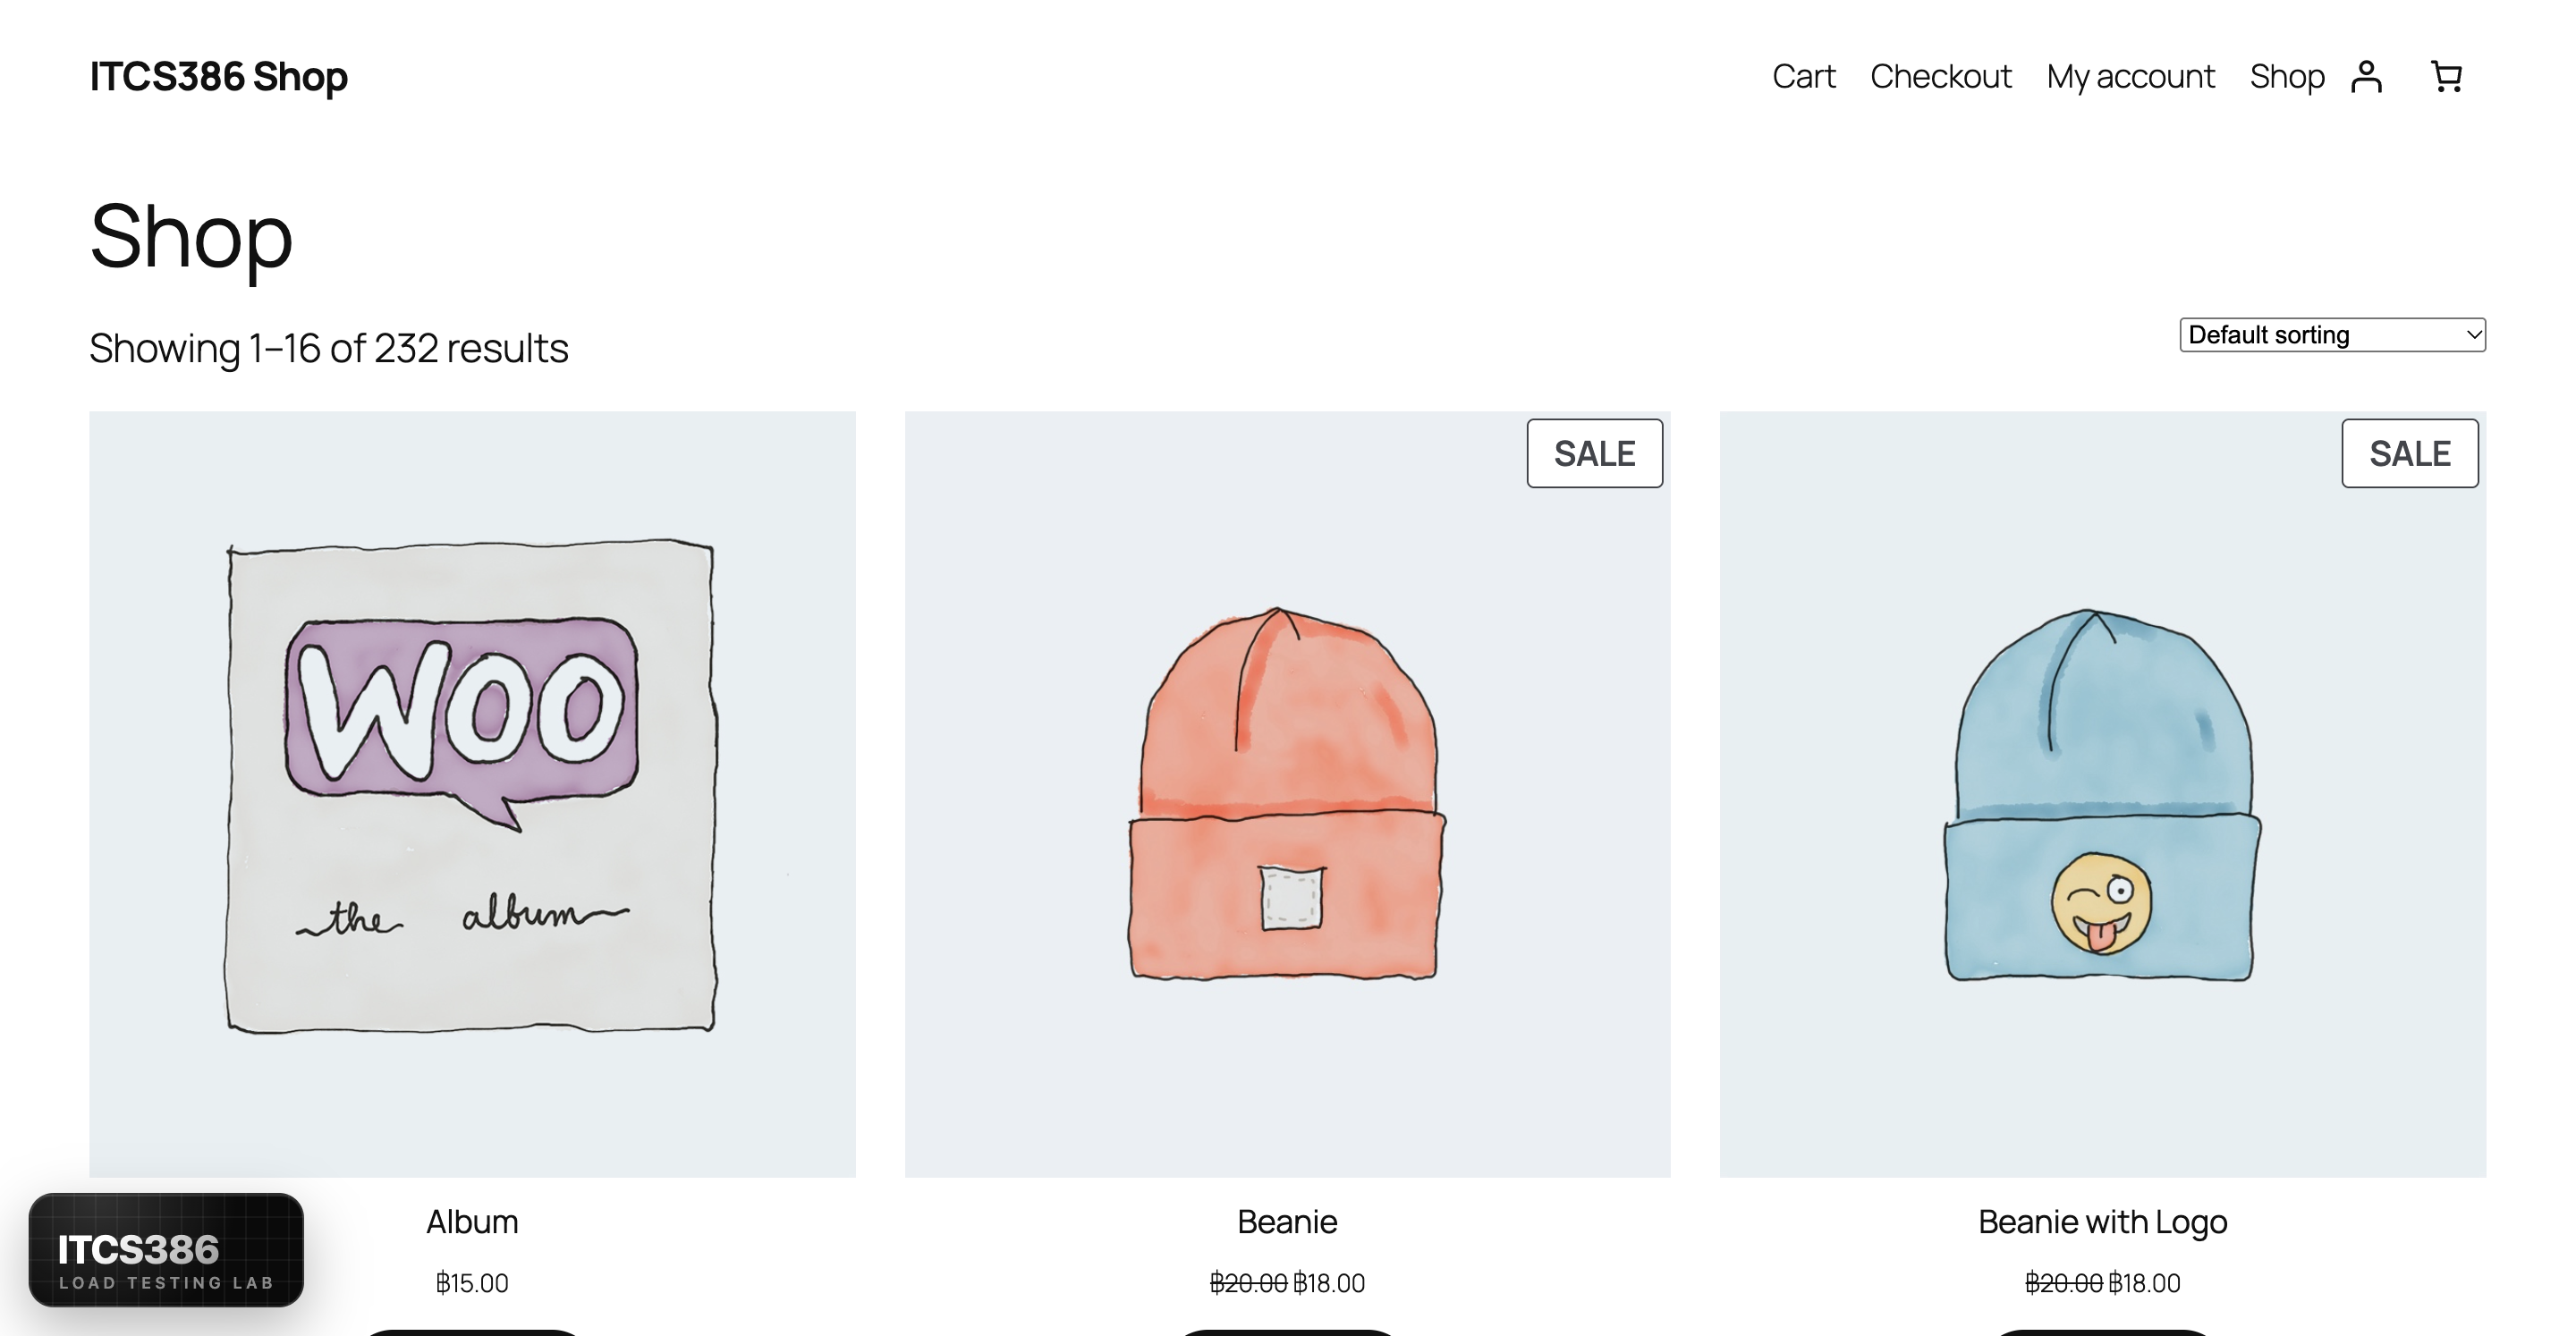 ITCS386 Shop
Cart Checkout My account Shop
Shop
Showing 1–16 of 232 results
Default sorting
SALE
SALE
WOO
the album
Album
฿15.00
Beanie
฿20.00 ฿18.00
Beanie with Logo
฿20.00 ฿18.00
ITCS386
LOAD TESTING LAB